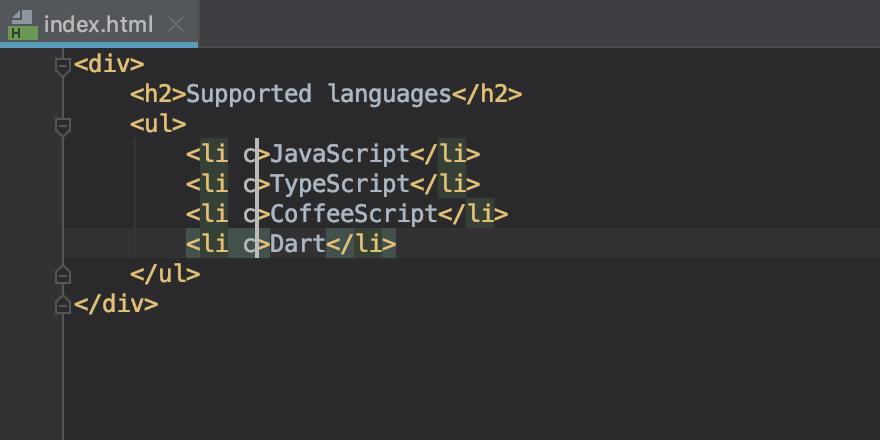 index.html
H
<div>
    <h2>Supported languages</h2>
    <ul>
        <li c>JavaScript</li>
        <li c>TypeScript</li>
        <li c>CoffeeScript</li>
        <li c>Dart</li>
    </ul>
</div>